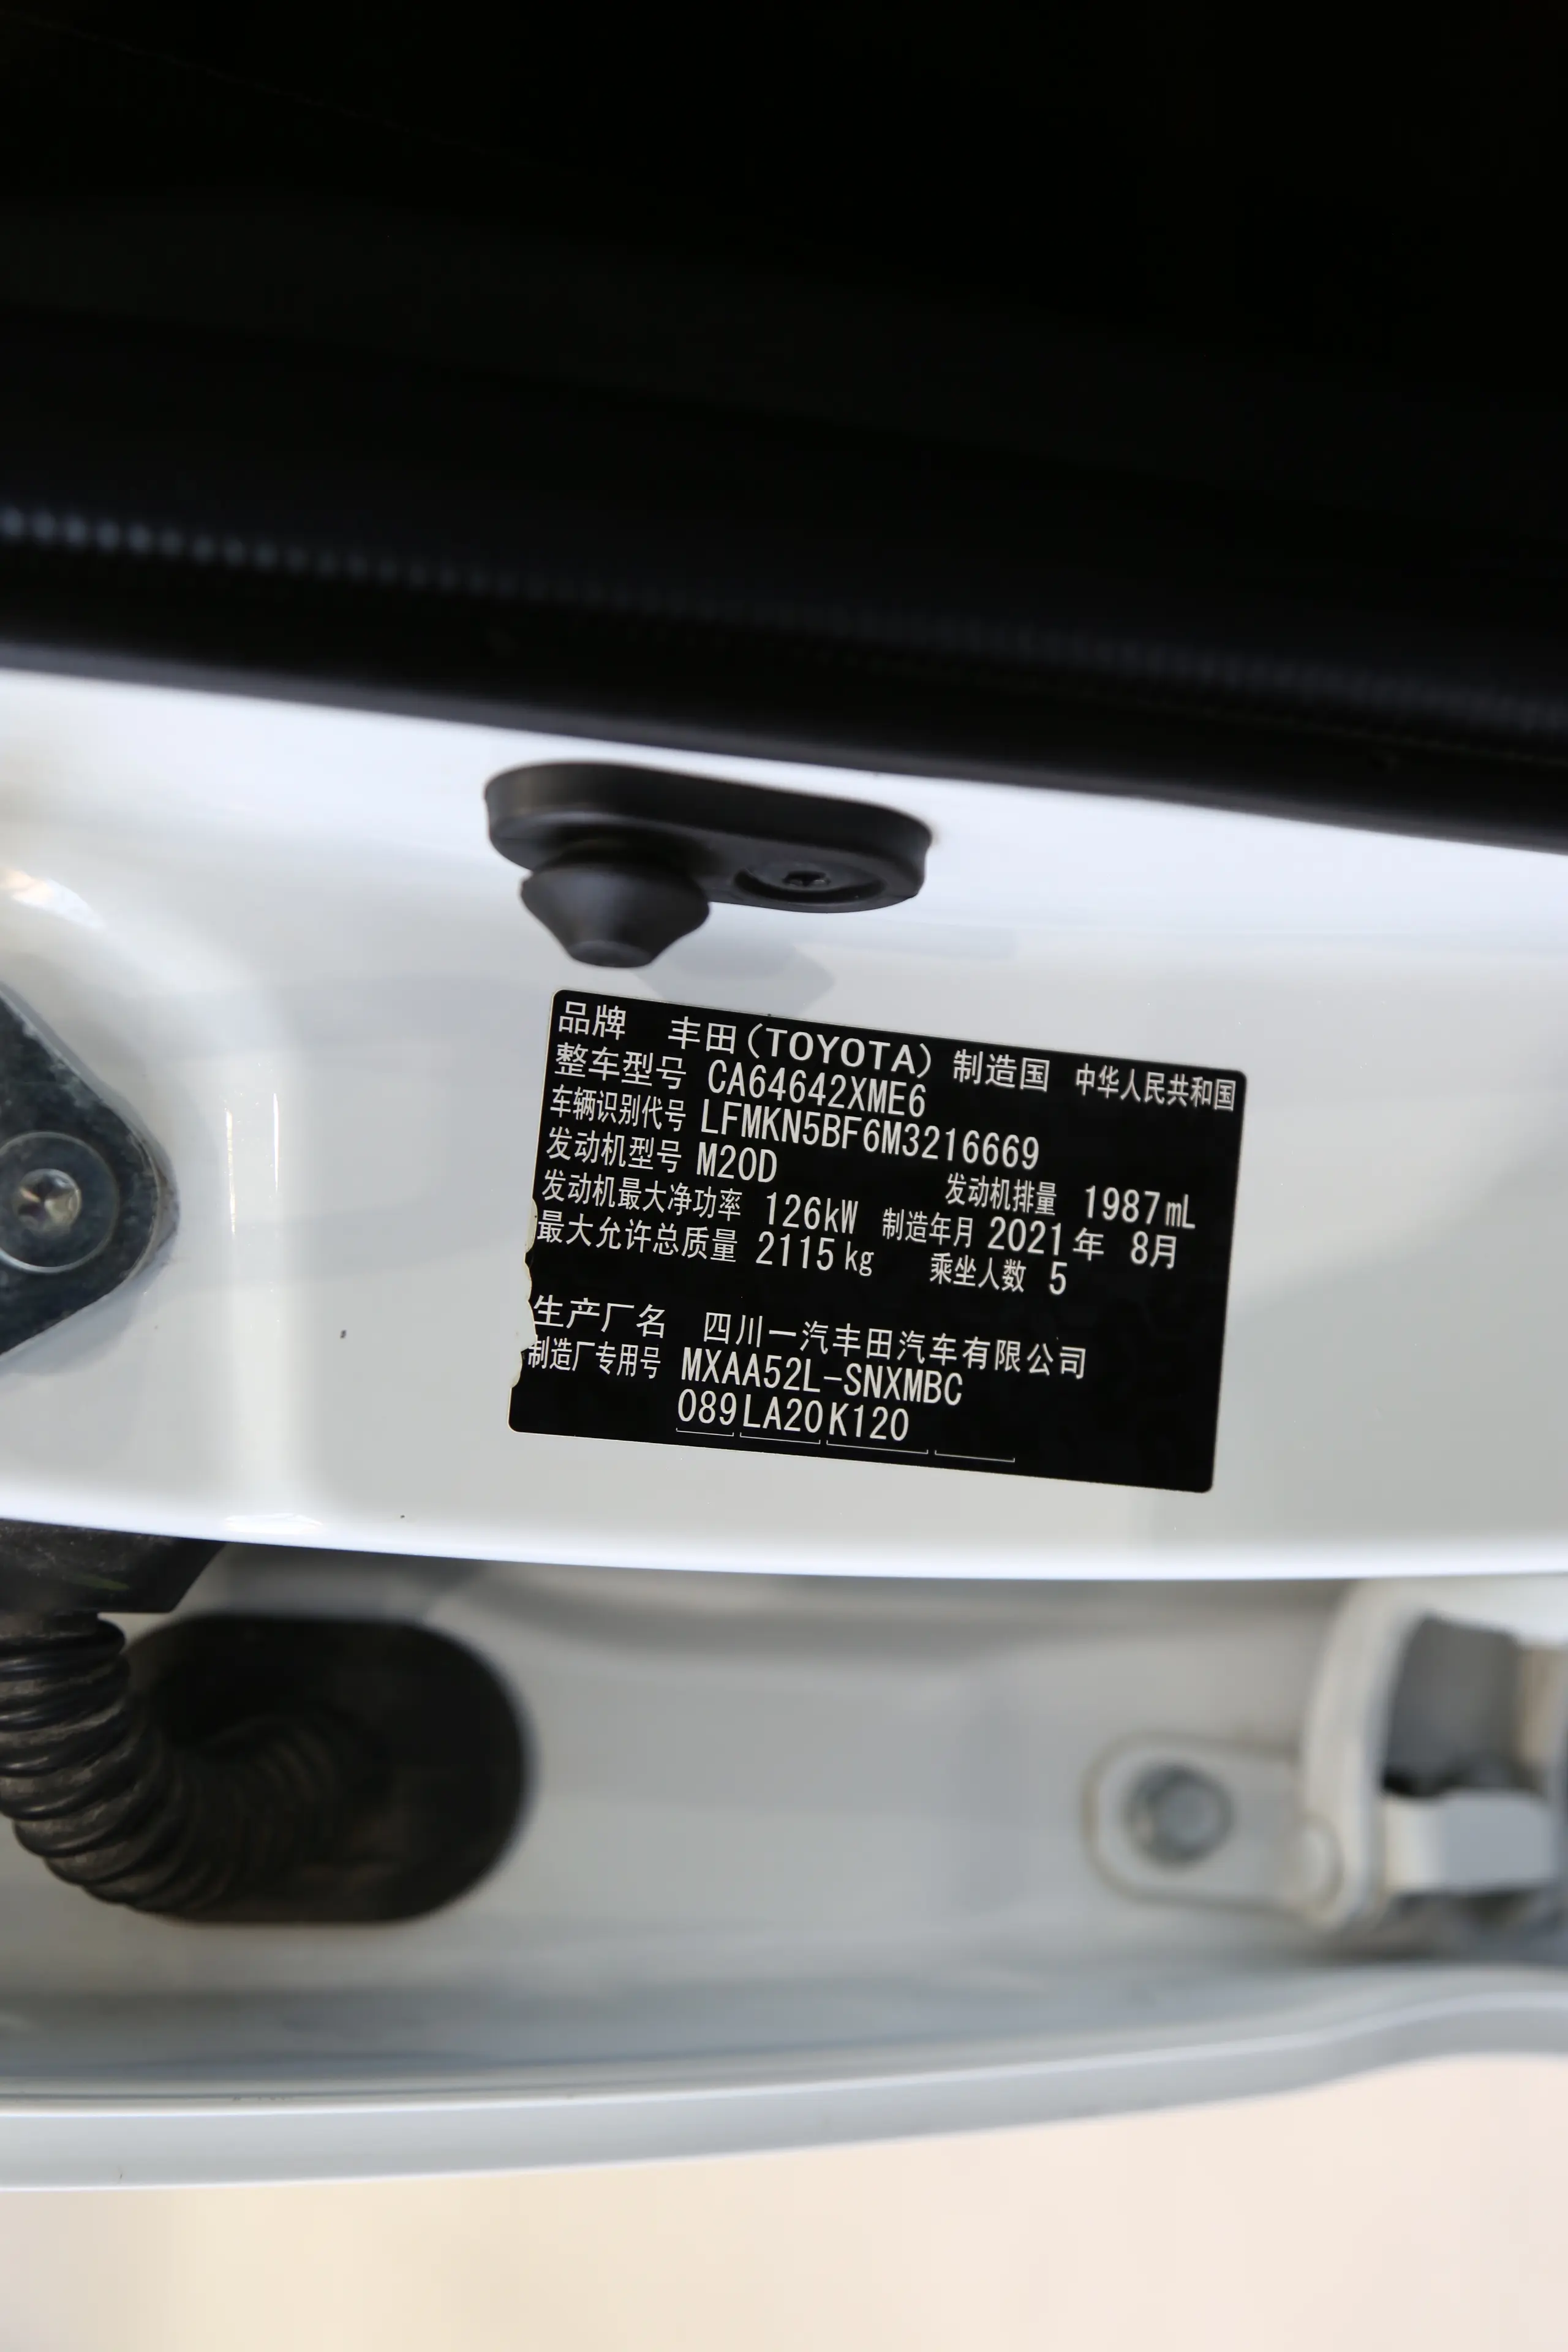 品牌 丰田(TOYOTA) 制造国 中华人民共和国
整车型号 CA64642XME6
车辆识别代号 LFMKN5BF6M3216669
发动机型号 M20D 发动机排量 1987mL
发动机最大净功率 126kW 制造年月 2021年 8月
最大允许总质量 2115kg 乘坐人数 5
生产厂名 四川一汽丰田汽车有限公司
制造厂专用号 MXAA52L-SNXMBC
089 LA20 K120